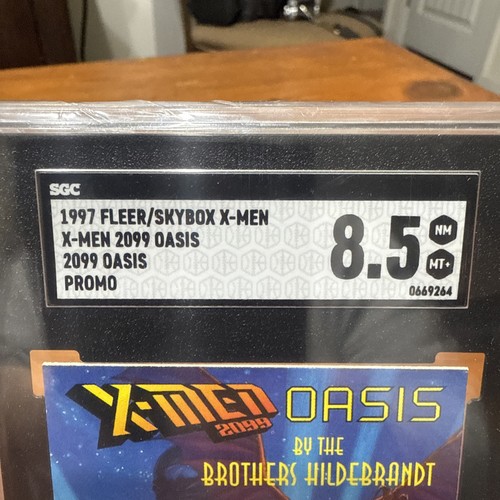 SGC
1997 FLEER/SKYBOX X-MEN
X-MEN 2099 OASIS
2099 OASIS
PROMO
8.5
NM
MT+
0669264
X-MEN OASIS
2099
BY THE
BROTHERS HILDEBRANDT